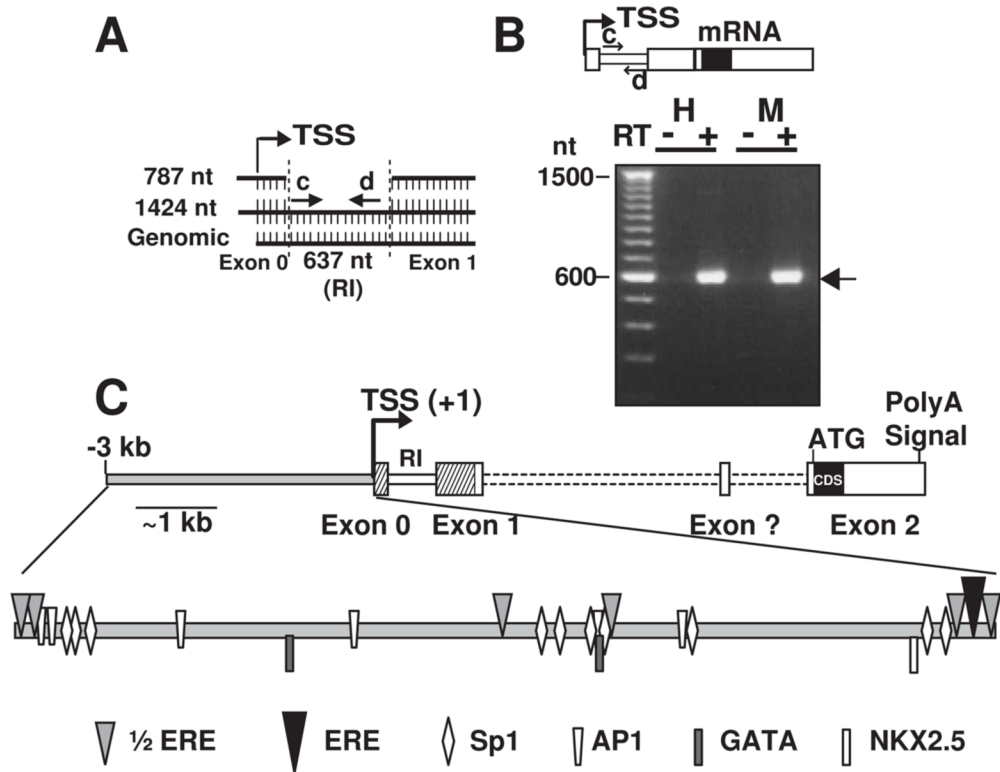 A
TSS
787 nt
c d
1424 nt
Genomic
Exon 0 637 nt Exon 1
(RI)
B
TSS
c mRNA
d
H M
nt RT - + - +
1500
600
C
TSS (+1)
PolyA
Signal
-3 kb RI ATG
CDS
~1 kb Exon 0 Exon 1 Exon ? Exon 2
½ ERE ERE Sp1 AP1 GATA NKX2.5